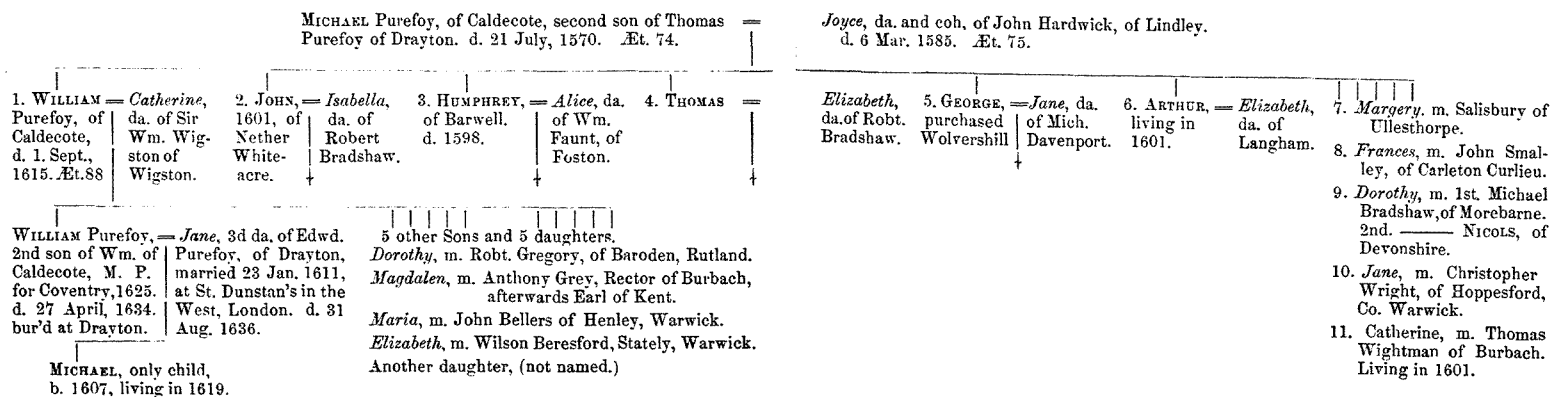 MICHAEL Purefoy, of Caldecote, second son of Thomas =
Purefoy of Drayton. d. 21 July, 1570. Æt. 74.
Joyce, da. and coh, of John Hardwick, of Lindley.
d. 6 Mar. 1585. Æt. 75.
1. WILLIAM =
Purefoy, of
Caldecote,
d. 1. Sept.,
1615. Æt.88
Catherine,
da. of Sir
Wm. Wig-
ston of
Wigston.
2. JOHN, =
1601, of
Nether
White-
acre.
Isabella,
da. of
Robert
Bradshaw.
3. HUMPHREY, =
of Barwell.
d. 1598.
Alice, da.
of Wm.
Faunt, of
Foston.
4. THOMAS =
Elizabeth,
da.of Robt.
Bradshaw.
5. GEORGE, =
purchased
Wolvershill
Jane, da.
of Mich.
Davenport.
6. ARTHUR, =
living in
1601.
Elizabeth,
da. of
Langham.
7. Margery. m. Salisbury of
Ullesthorpe.
8. Frances, m. John Smal-
ley, of Carleton Curlieu.
9. Dorothy, m. 1st. Michael
Bradshaw,of Morebarne.
2nd. —— NICOLS, of
Devonshire.
10. Jane, m. Christopher
Wright, of Hoppesford,
Co. Warwick.
11. Catherine, m. Thomas
Wightman of Burbach.
Living in 1601.
WILLIAM Purefoy, =
2nd son of Wm. of
Caldecote, M. P.
for Coventry,1625.
d. 27 April, 1634.
bur'd at Drayton.
Jane, 3d da. of Edwd.
Purefoy, of Drayton,
married 23 Jan. 1611,
at St. Dunstan's in the
West, London. d. 31
Aug. 1636.
5 other Sons and 5 daughters.
Dorothy, m. Robt. Gregory, of Baroden, Rutland.
Magdalen, m. Anthony Grey, Rector of Burbach,
afterwards Earl of Kent.
Maria, m. John Bellers of Henley, Warwick.
Elizabeth, m. Wilson Beresford, Stately, Warwick.
Another daughter, (not named.)
MICHAEL, only child,
b. 1607, living in 1619.